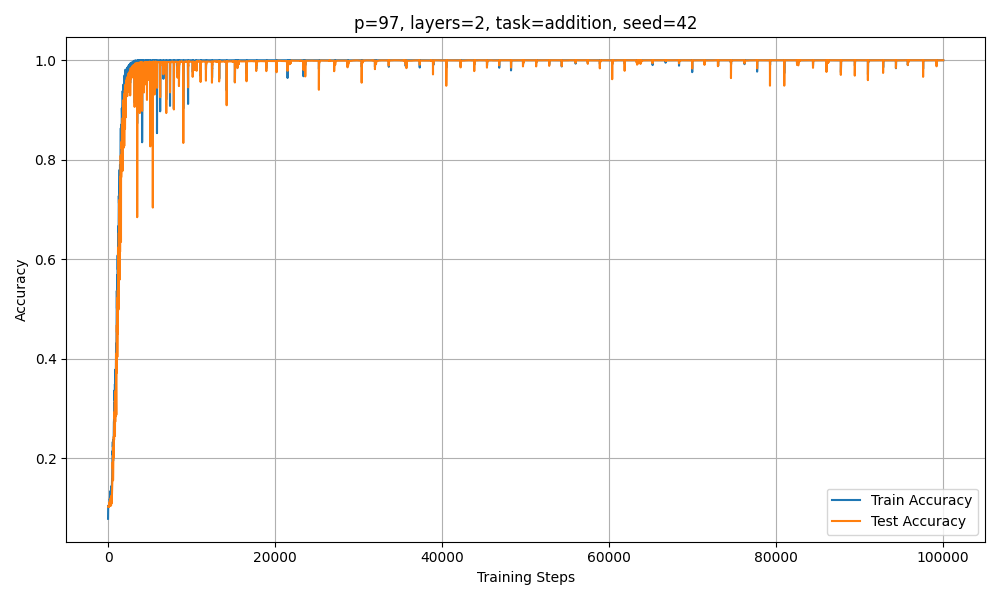 p=97, layers=2, task=addition, seed=42
1.0
0.8
0.6
0.4
0.2
Accuracy
0 20000 40000 60000 80000 100000
Training Steps
Train Accuracy
Test Accuracy